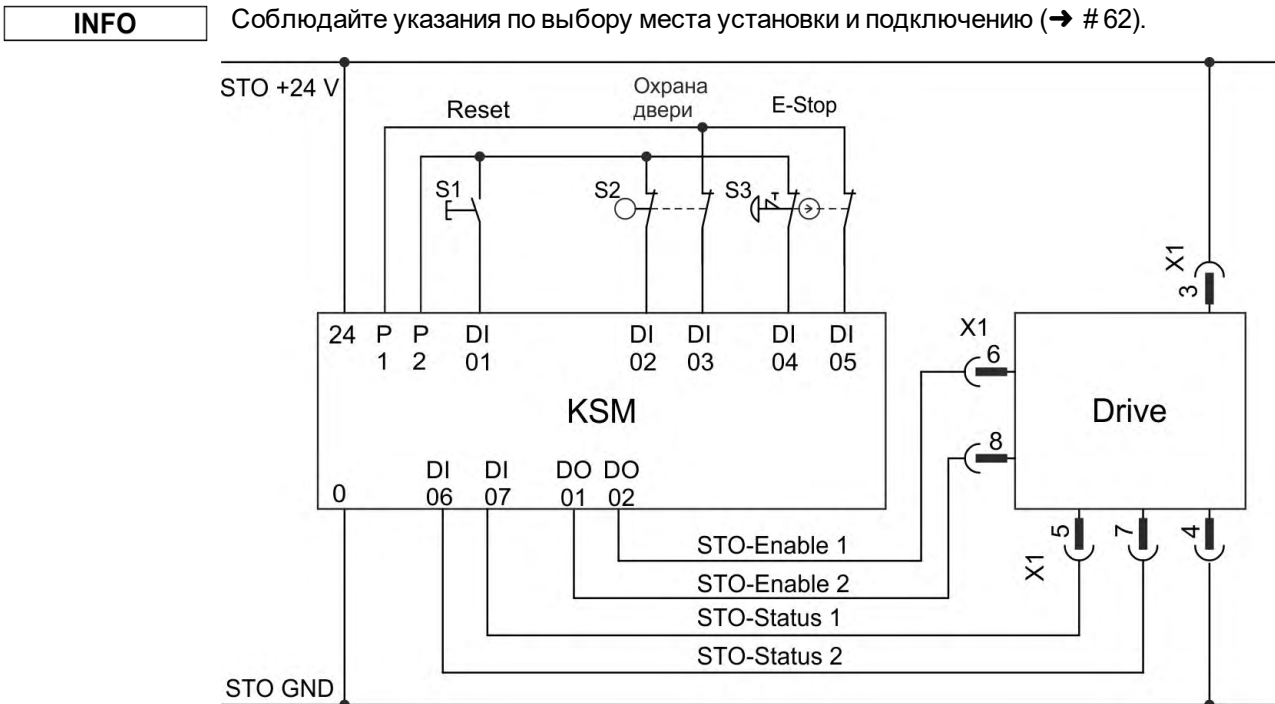 INFO
Соблюдайте указания по выбору места установки и подключению (➜ # 62).
STO +24 V
Reset
Охрана
двери
E-Stop
S1
S2
S3
X1
3
24 P P DI DI DI DI DI
1 2 01 02 03 04 05
X1
6
KSM
Drive
8
DI DI DO DO
0 06 07 01 02
5 7 4
X1
STO-Enable 1
STO-Enable 2
STO-Status 1
STO-Status 2
STO GND